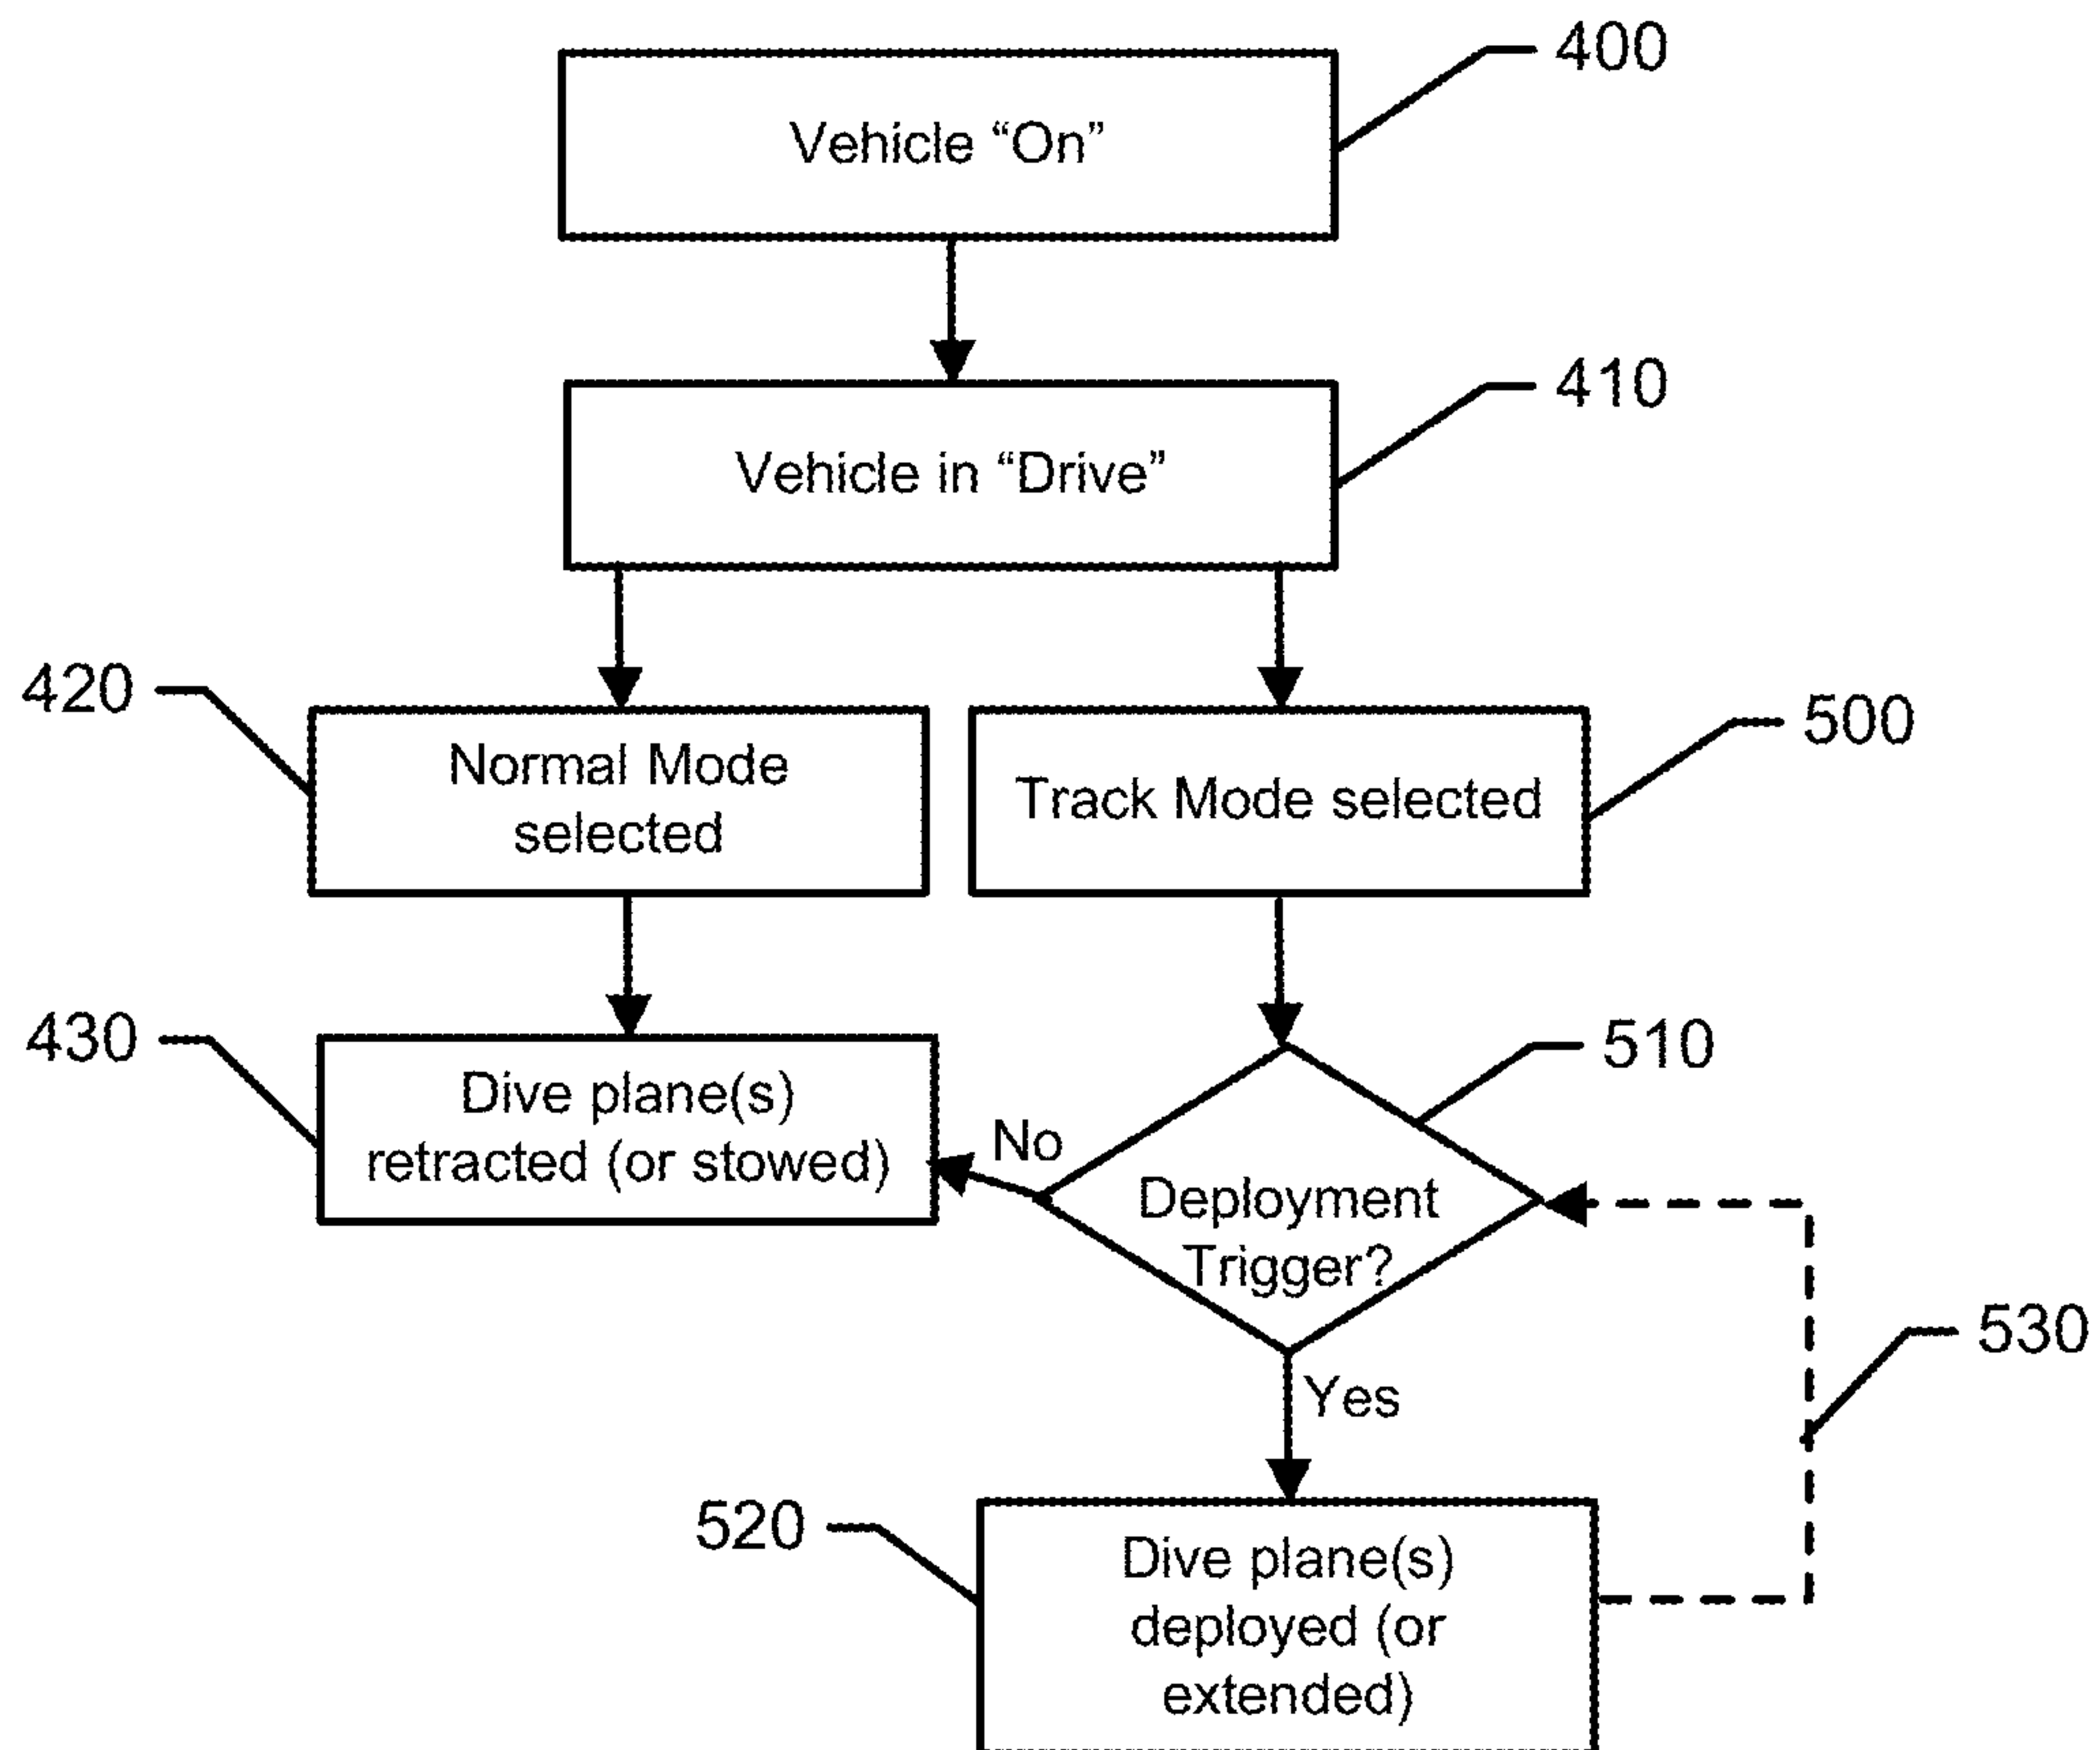 400
Vehicle “On”
410
Vehicle in “Drive”
420
Normal Mode
selected
500
Track Mode selected
430
Dive plane(s)
retracted (or stowed)
No
510
Deployment
Trigger?
530
Yes
520
Dive plane(s)
deployed (or
extended)